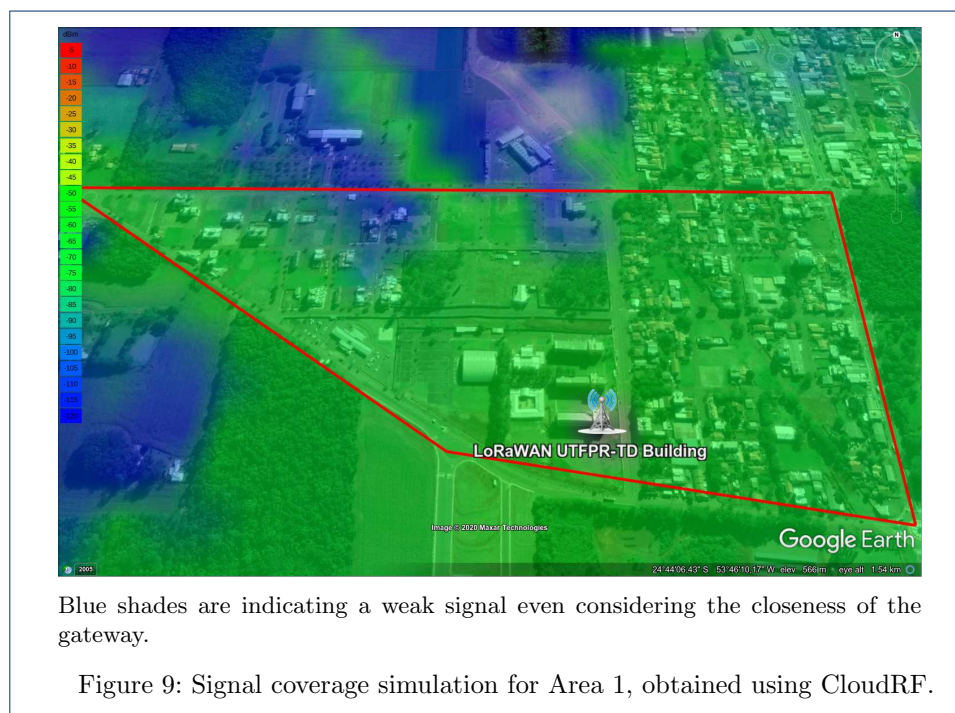 dBm
-5
-10
-15
-20
-25
-30
-35
-40
-45
-50
-55
-60
-65
-70
-75
-80
-85
-90
-95
-100
-105
-110
-115
-120
N
LoRaWAN UTFPR-TD Building
Image © 2020 Maxar Technologies
Google Earth
2005
24°44'06.43" S 53°46'10.17" W elev 566 m eye alt 1.54 km
Blue shades are indicating a weak signal even considering the closeness of the
gateway.
Figure 9: Signal coverage simulation for Area 1, obtained using CloudRF.